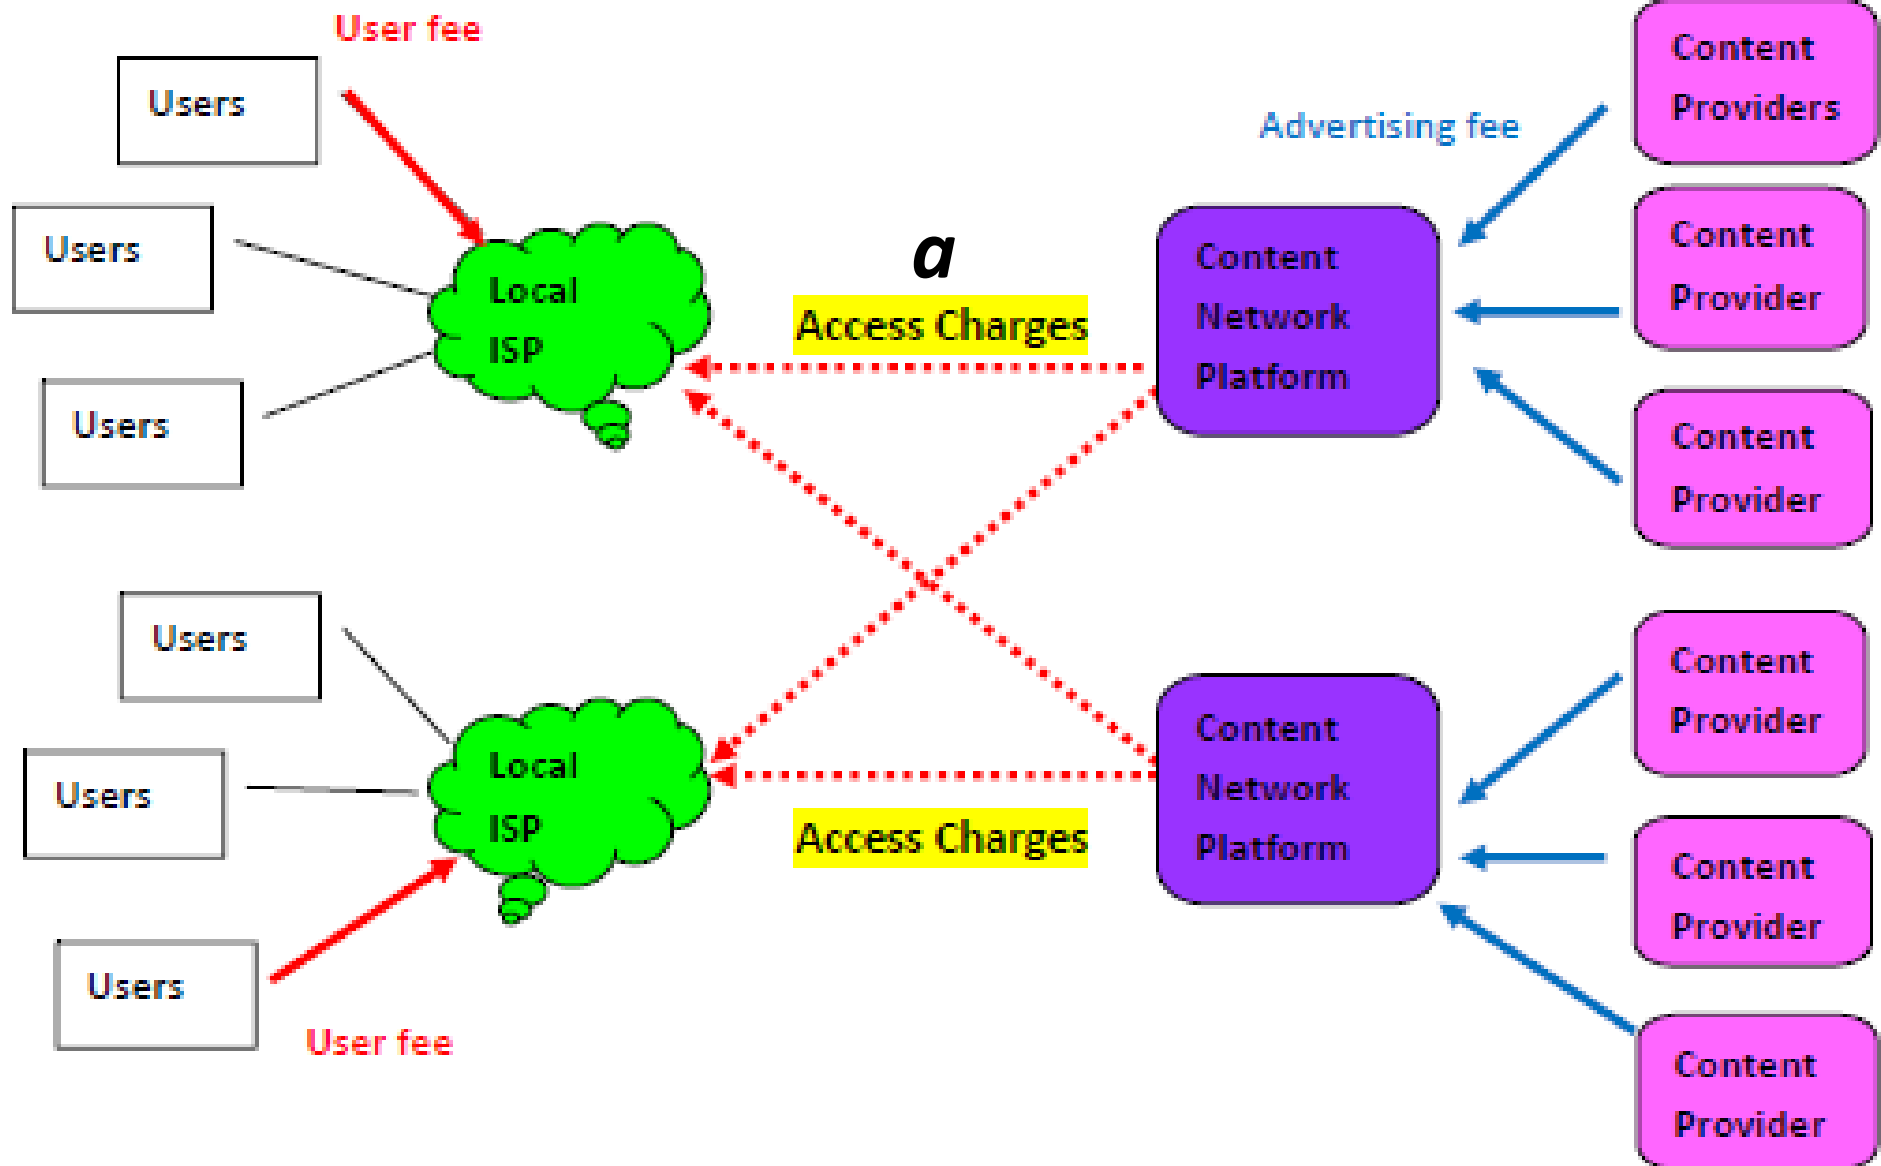 User fee
Users
Users
Users
Local
ISP
a
Access Charges
Content
Network
Platform
Advertising fee
Content
Providers
Content
Provider
Content
Provider
Users
Users
Users
User fee
Local
ISP
Access Charges
Content
Network
Platform
Content
Provider
Content
Provider
Content
Provider